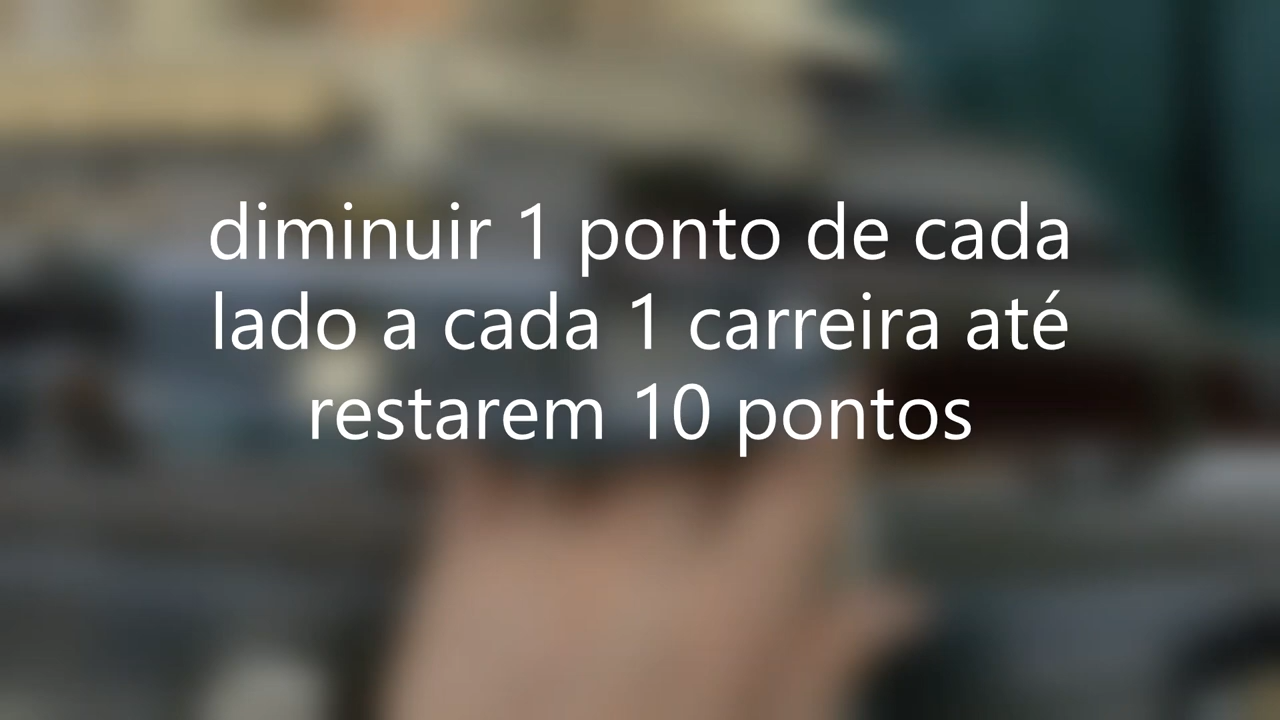 diminuir 1 ponto de cada
lado a cada 1 carreira até
restarem 10 pontos